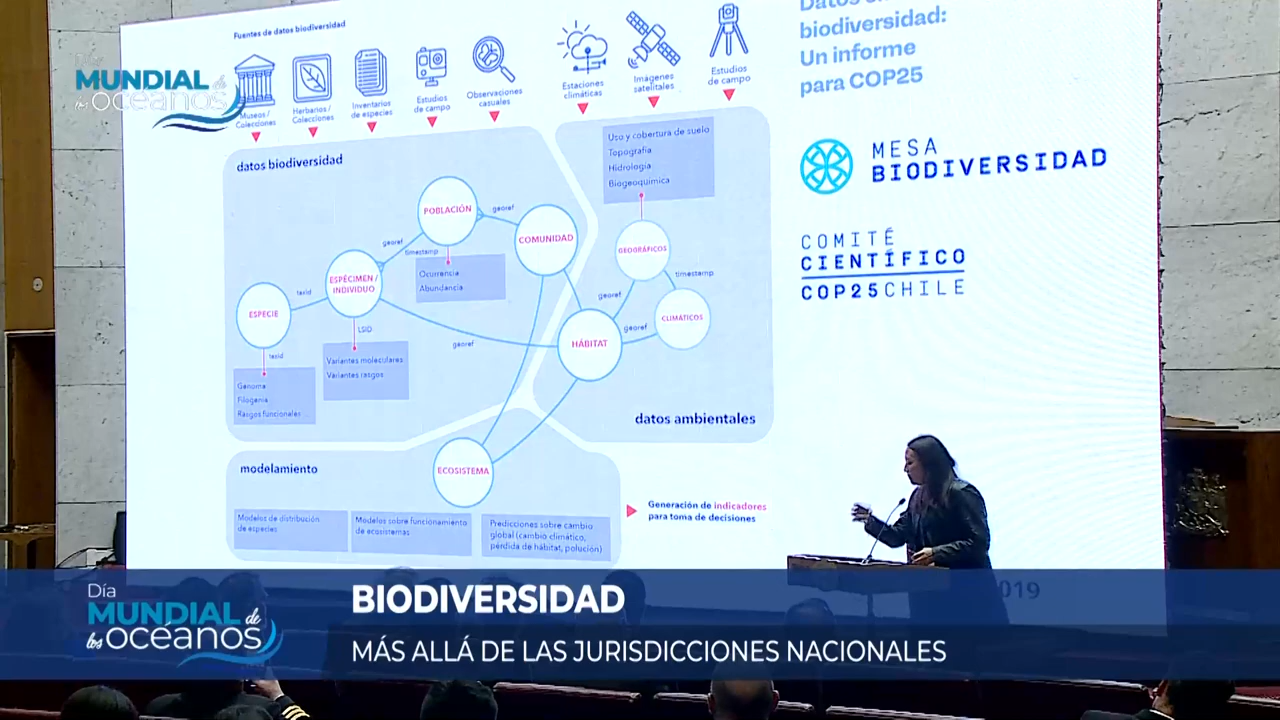 Fuentes de datos biodiversidad
Museos /
Colecciones
Herbarios /
Colecciones
Inventarios
de especies
Estudios
de campo
Observaciones
casuales
Estaciones
climáticas
Imágenes
satelitales
Estudios
de campo
Día
MUNDIAL de
los océanos
datos biodiversidad
POBLACIÓN
georef
COMUNIDAD
georef
timestamp
Ocurrensia
Abundancia
ESPÉCIMEN /
INDIVIDUO
taxid
ESPECIE
taxid
LSID
Genoma
Filogenia
Rasgos funcionales
Variantes moleculares
Variantes rasgos
georef
Uso y cobertura de suelo
Topografía
Hidrología
Biogeoquímica
GEOGRÁFICOS
timestamp
georef
CLIMÁTICOS
georef
HÁBITAT
datos ambientales
modelamiento
ECOSISTEMA
Modelos de distribución
de especies
Modelos sobre funcionamiento
de ecosistemas
Predicciones sobre cambio
global (cambio climático,
pérdida de hábitat, polución)
Generación de indicadores
para toma de decisiones
biodiversidad:
Un informe
para COP25
MESA
BIODIVERSIDAD
COMITÉ
CIENTÍFICO
COP25CHILE
2019
Día
MUNDIAL de
los océanos
BIODIVERSIDAD
MÁS ALLÁ DE LAS JURISDICCIONES NACIONALES